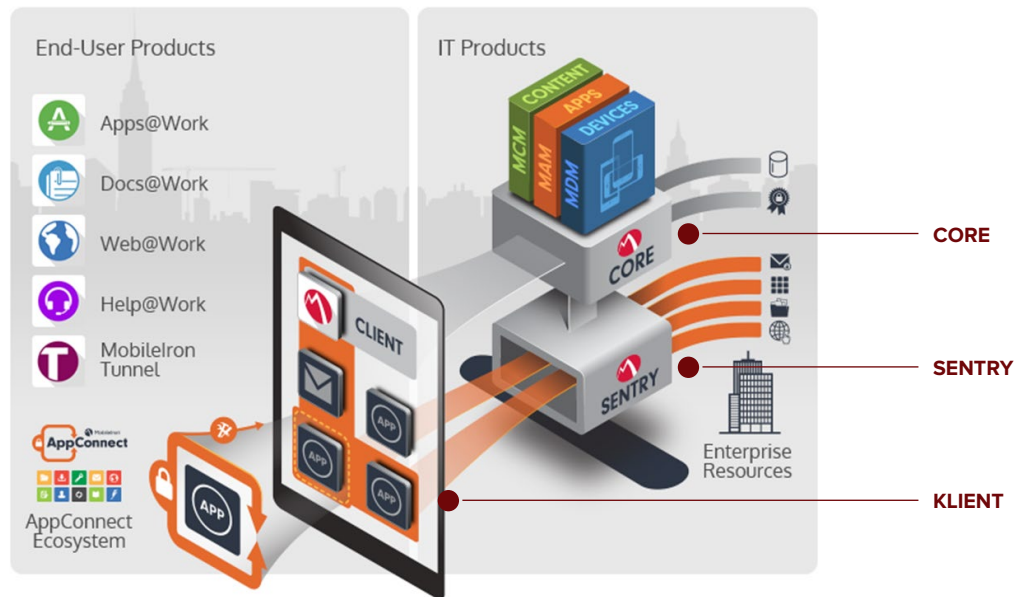 End-User Products
Apps@Work
Docs@Work
Web@Work
Help@Work
MobileIron
Tunnel
MobileIron
AppConnect
AppConnect
Ecosystem
APP
CLIENT
APP
APP
APP
IT Products
CONTENT
APPS
DEVICES
MCM
MAM
MDM
CORE
SENTRY
Enterprise
Resources
CORE
SENTRY
KLIENT